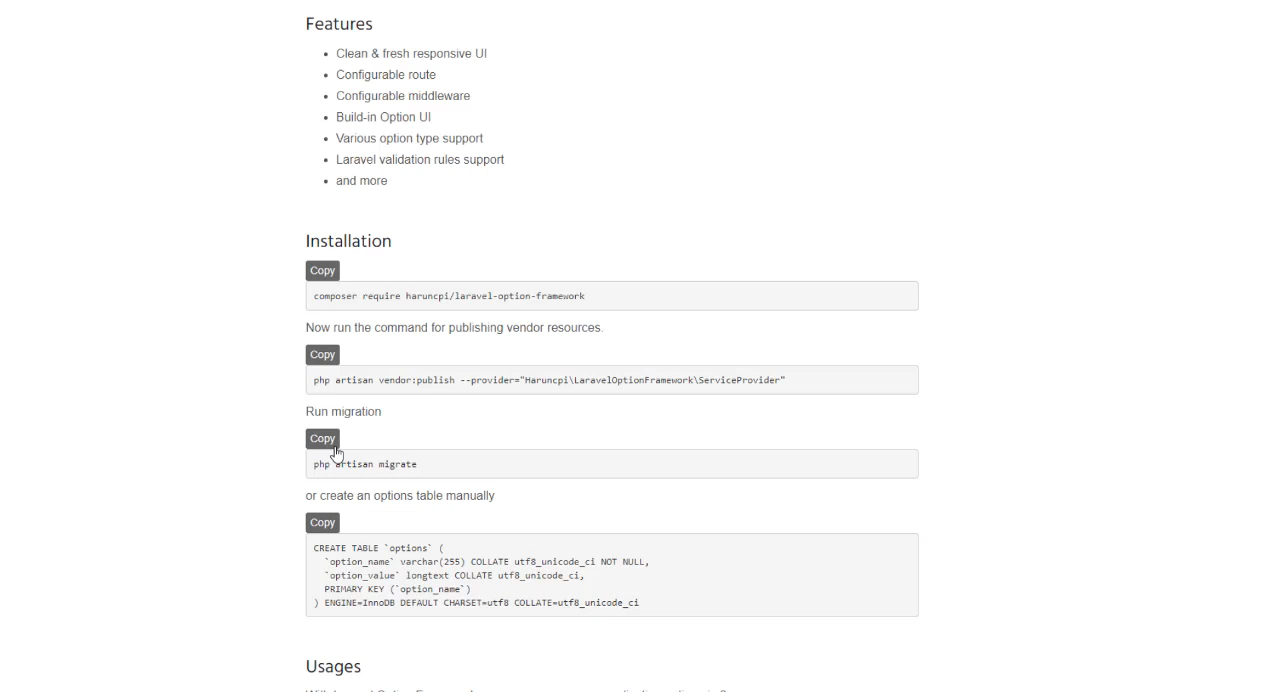 Features
Clean & fresh responsive UI
Configurable route
Configurable middleware
Build-in Option UI
Various option type support
Laravel validation rules support
and more
Installation
Copy
composer require haruncpi/laravel-option-framework
Now run the command for publishing vendor resources.
Copy
php artisan vendor:publish --provider="Haruncpi\LaravelOptionFramework\ServiceProvider"
Run migration
Copy
php artisan migrate
or create an options table manually
Copy
CREATE TABLE `options` (
`option_name` varchar(255) COLLATE utf8_unicode_ci NOT NULL,
`option_value` longtext COLLATE utf8_unicode_ci,
PRIMARY KEY (`option_name`)
) ENGINE=InnoDB DEFAULT CHARSET=utf8 COLLATE=utf8_unicode_ci
Usages